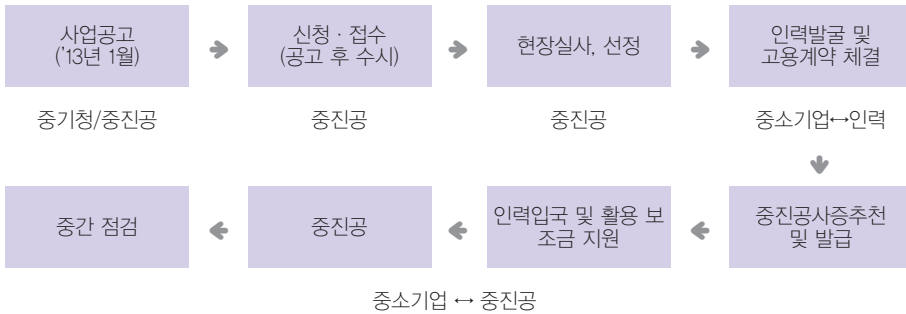 사업공고
('13년 1월)
신청 · 접수
(공고 후 수시)
현장실사, 선정
인력발굴 및
고용계약 체결
중기청/중진공
중진공
중진공
중소기업↔인력
중진공사증추천
및 발급
인력입국 및 활용 보
조금 지원
중진공
중간 점검
중소기업 ↔ 중진공